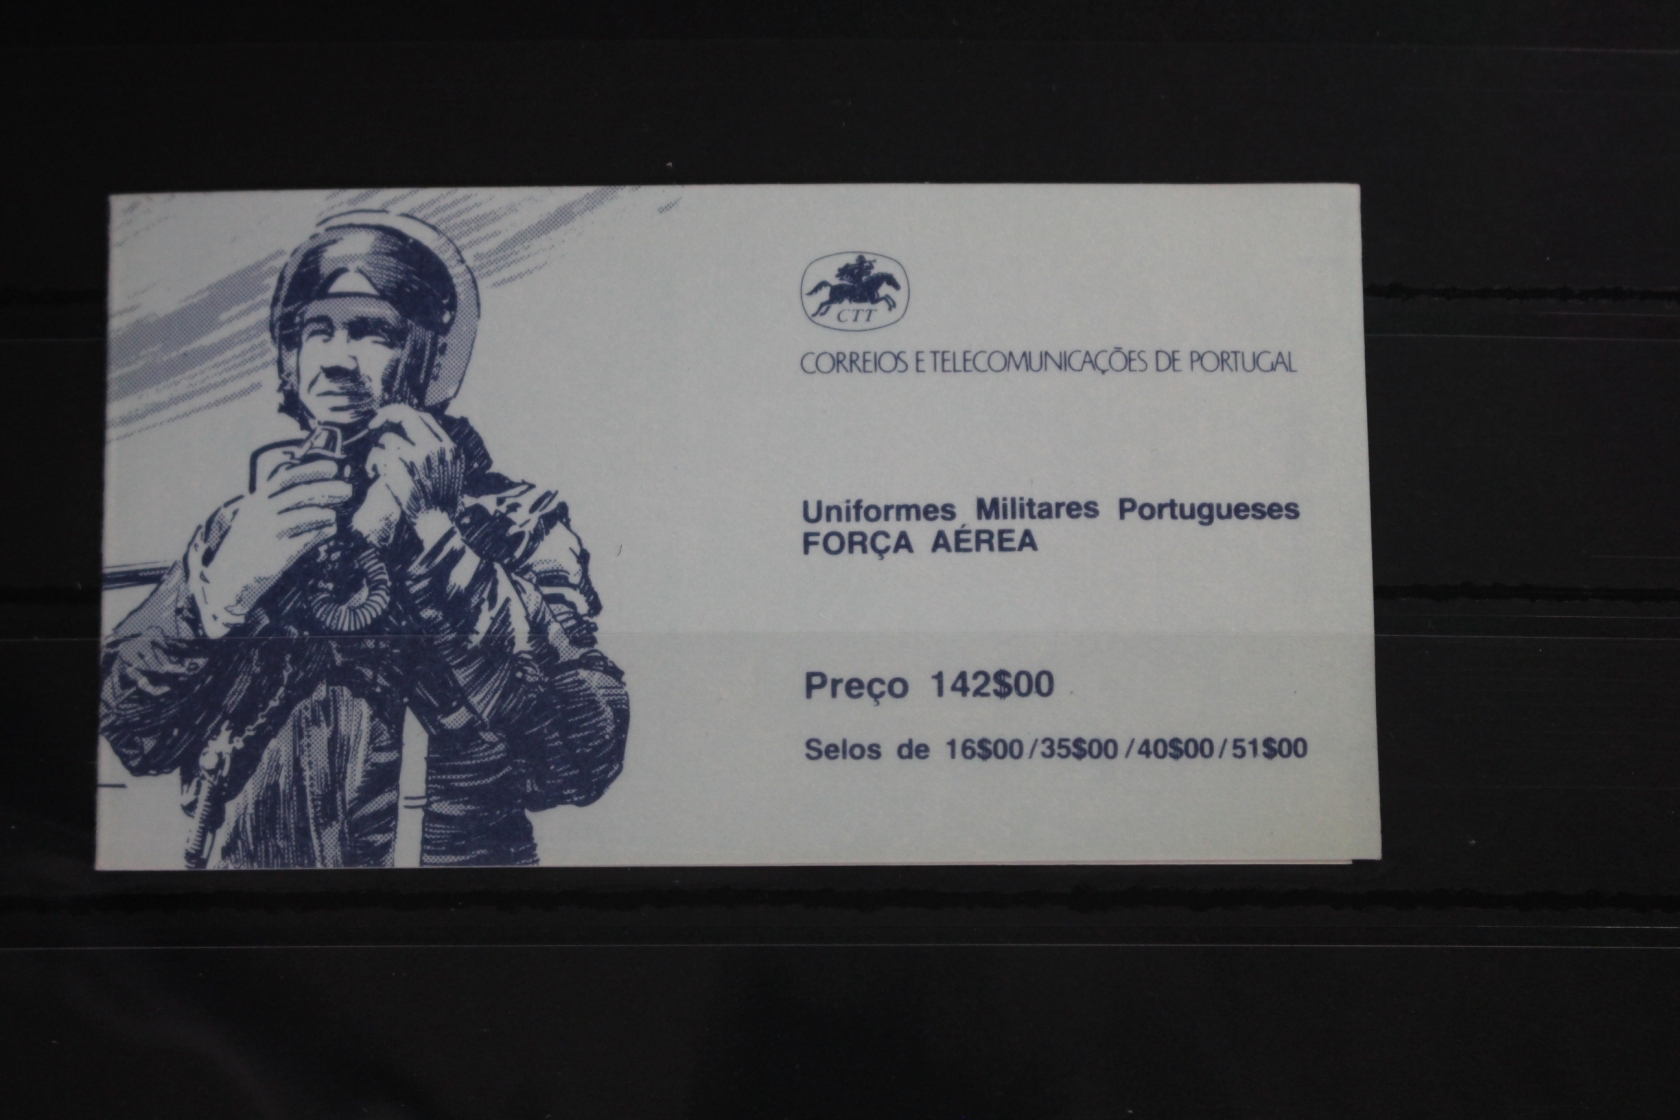 CTT
CORREIOS E TELECOMUNICAÇÕES DE PORTUGAL
Uniformes Militares Portugueses
FORÇA AÉREA
Preço 142$00
Selos de 16$00/35$00/40$00/51$00